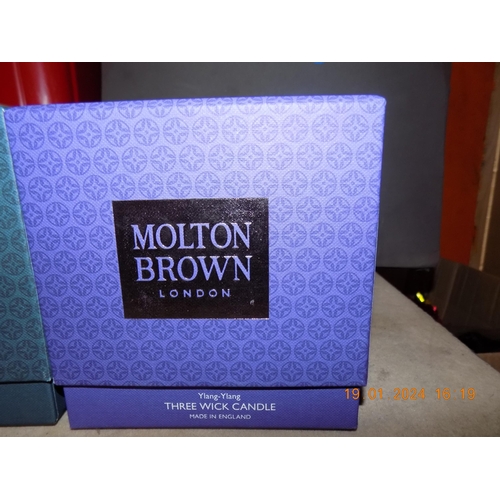 MOLTON
BROWN
LONDON
Ylang-Ylang
THREE WICK CANDLE
MADE IN ENGLAND